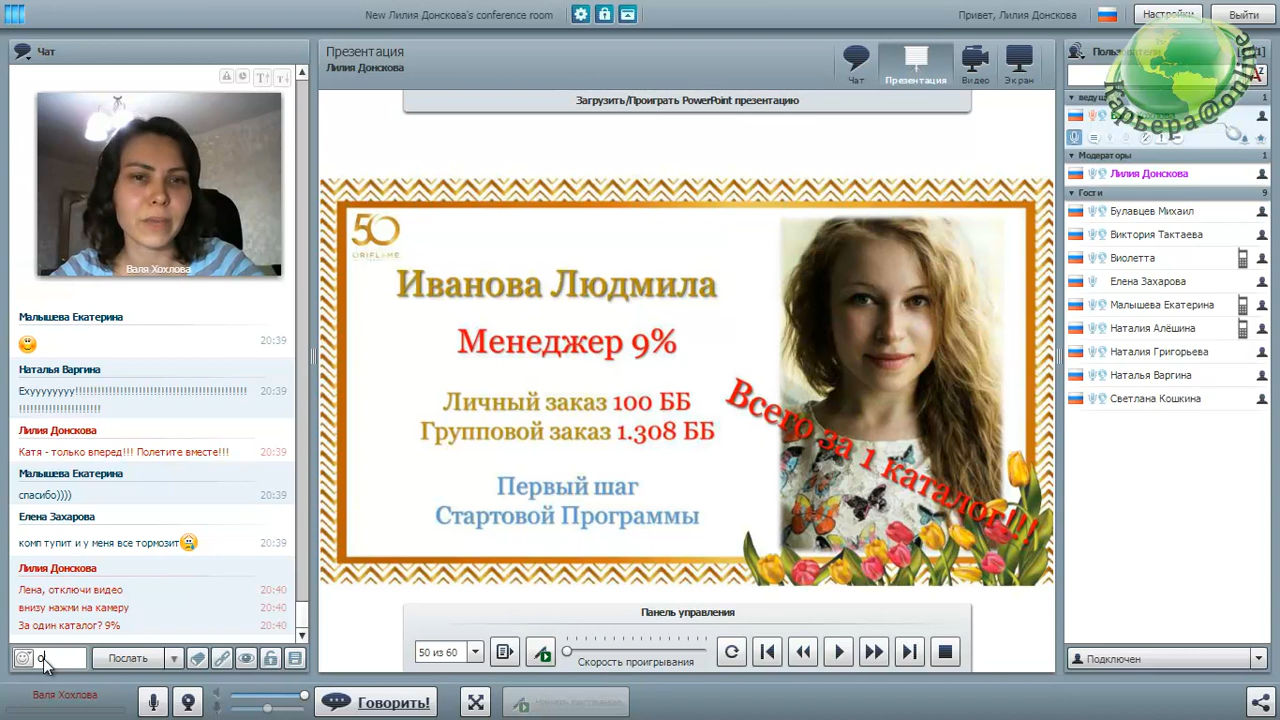 New Лилия Донскова's conference room
Привет, Лилия Донскова
Настройки
Выйти
Чат
Валя Хохлова
Малышева Екатерина
20:39
Наталья Варгина
20:39
Лилия Донскова
Катя - только вперед!!! Полетите вместе!!!
20:39
Малышева Екатерина
спасибо))))
20:39
Елена Захарова
комп тупит и у меня все тормозит
20:39
Лилия Донскова
Лена, отключи видео
20:40
внизу нажми на камеру
20:40
За один каталог? 9%
20:40
Послать
Валя Хохлова
Говорить!
Презентация
Лилия Донскова
Чат
Презентация
Видео
Экран
Загрузить/Проиграть PowerPoint презентацию
50
ORIFLAME
Иванова Людмила
Менеджер 9%
Личный заказ 100 ББ
Групповой заказ 1.308 ББ
Первый шаг
Стартовой Программы
Всего за 1 каталог!!!
Панель управления
50 из 60
Скорость проигрывания
Пользователи
карьера@online
1
Модераторы
1
Лилия Донскова
Гости
9
Булавцев Михаил
Виктория Тактаева
Виолетта
Елена Захарова
Малышева Екатерина
Наталия Алёшина
Наталия Григорьева
Наталья Варгина
Светлана Кошкина
Подключен